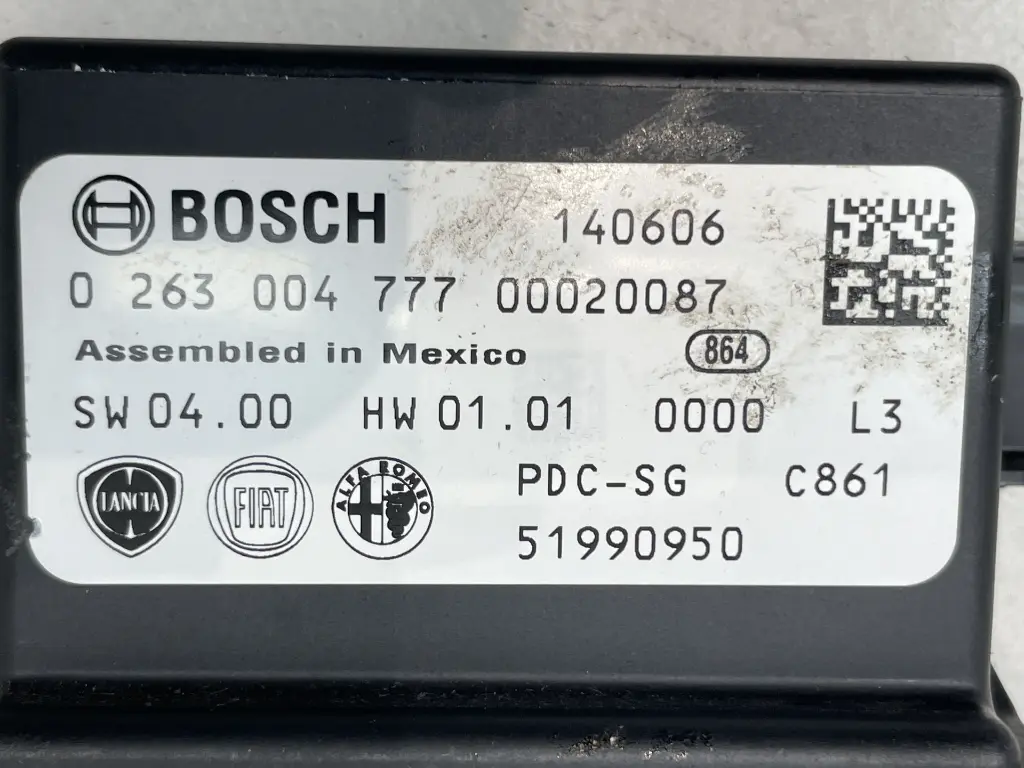 BOSCH 140606
0 263 004 777 00020087
Assembled in Mexico 864
SW 04.00 HW 01.01 0000 L3
LANCIA FIAT ALFA ROMEO PDC-SG C861
51990950